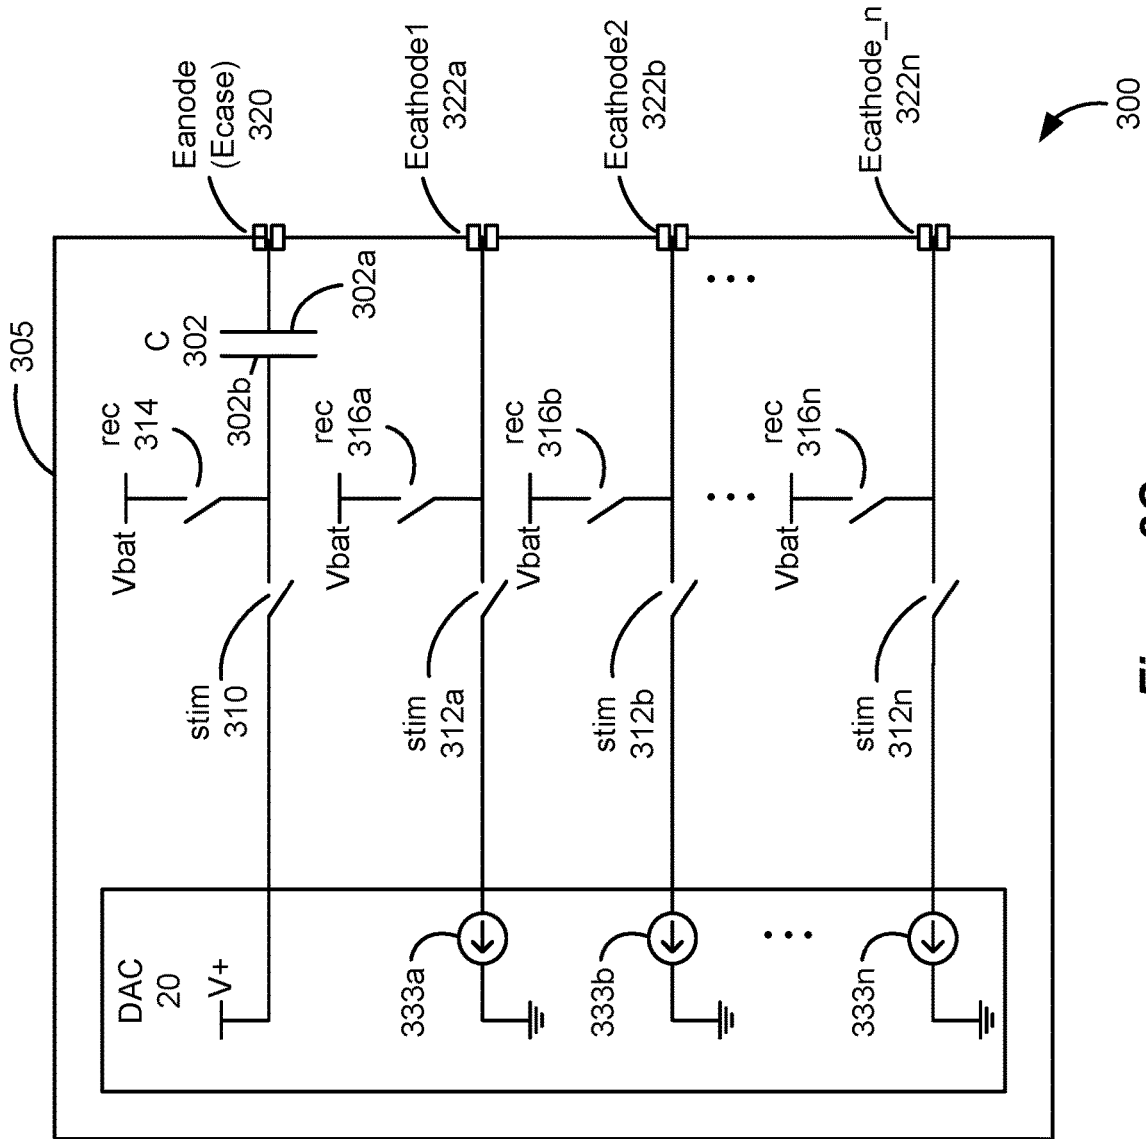 305
DAC
20
V+
stim
310
Vbat
rec
314
C
302
302b
302a
Eanode
(Ecase)
320
333a
stim
312a
Vbat
rec
316a
Ecathode1
322a
333b
stim
312b
Vbat
rec
316b
Ecathode2
322b
333n
stim
312n
Vbat
rec
316n
Ecathode_n
322n
300